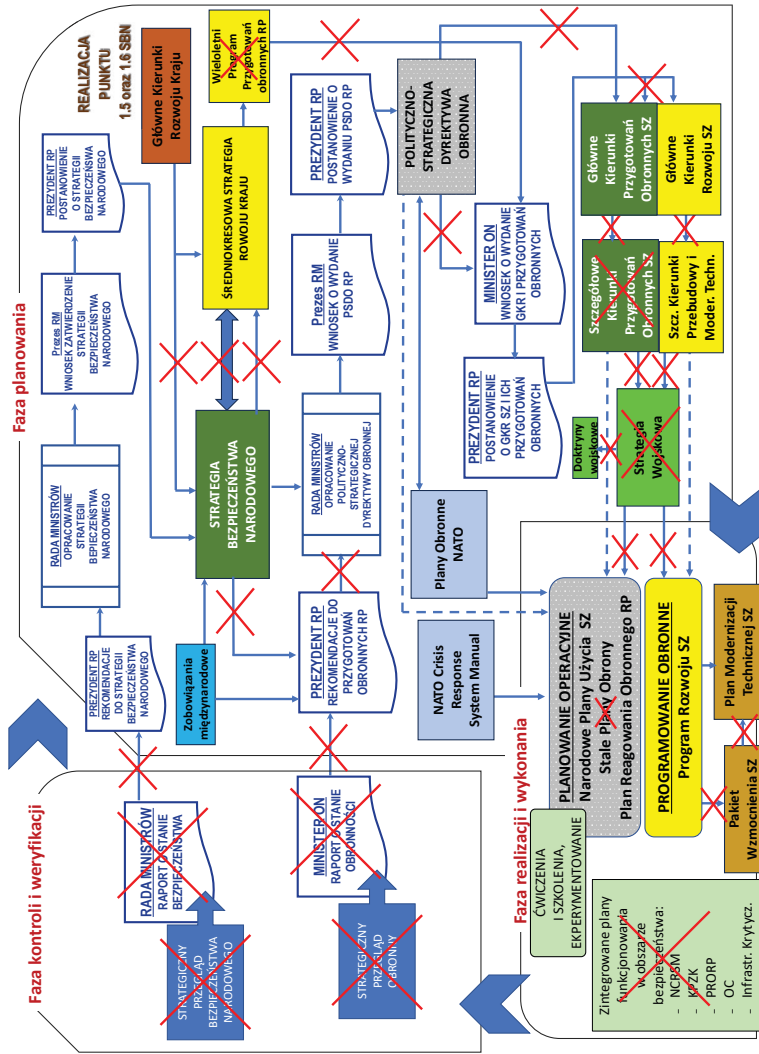 Faza kontroli i weryfikacji
STRATEGICZNY
PRZEGLĄD
BEZPIECZEŃSTWA
NARODOWEGO
RADA MINISTRÓW
RAPORT O STANIE
BEZPIECZEŃSTWA
STRATEGICZNY
PRZEGLĄD
OBRONNY
MINISTER ON
RAPORT O STANIE
OBRONNOŚCI
Faza planowania
REALIZACJA
PUNKTU
1.5 oraz 1.6 SBN
PREZYDENT RP
REKOMENDACJE
DO STRATEGII
BEZPIECZEŃSTWA
NARODOWEGO
RADA MINISTRÓW
OPRACOWANIE
STRATEGII
BEPIECZEŃSTWA
NARODOWEGO
Prezes RM
WNIOSEK ZATWIERDZENIE
STRATEGII
BEZPIECZEŃSTWA
NARODOWEGO
PREZYDENT RP
POSTANOWIENIE
O STRATEGII
BEZPIECZEŃSTWA
NARODOWEGO
Główne Kierunki
Rozwoju Kraju
Zobowiązania
międzynarodowe
STRATEGIA
BEZPIECZEŃSTWA
NARODOWEGO
ŚREDNIOKRESOWA STRATEGIA
ROWOJU KRAJU
Wieloletni
Program
Przygotowań
obronnych RP
PREZYDENT RP
REKOMENDACJE DO
PRZYGOTOWAŃ
OBRONNYCH RP
RADA MINISTRÓW
OPRACOWANIE
POLITYCZNO-
STRATEGICZNEJ
DYREKTYWY OBRONNEJ
Prezes RM
WNIOSEK O WYDANIE
PSDO RP
PREZYDENT RP
POSTANOWIENIE O
WYDANIU PSDO RP
NATO Crisis
Response
System Manual
Plany Obronne
NATO
POLITYCZNO-
STRATEGICZNA
DYREKTYWA
OBRONNA
MINISTER ON
WNIOSEK O WYDANIE
GKR I PRZYGOTOWAŃ
OBRONNYCH
PREZYDENT RP
POSTANOWIENIE
O GKR SZ I ICH
PRZYGOTOWAŃ
OBRONNYCH
Główne
Kierunki
Przygotowań
Obronnych SZ
Główne
Kierunki
Rozwoju SZ
Szczegółowe
Kierunki
Przygotowań
Obronnych SZ
Szcz. Kierunki
Przebudowy i
Moder. Techn.
Doktryny
wojskowe
Strategia
Wojskowa
Faza realizacji i wykonania
ĆWICZENIA
I SZKOLENIA,
EKPERYMENTOWANIE
PLANOWANIE OPERACYJNE
Narodowe Plany Użycia SZ
Stałe Plany Obrony
Plan Reagowania Obronnego RP
PROGRAMOWANIE OBRONNE
Program Rozwoju SZ
Zintegrowane plany
funkcjonowania
w obszarze
bezpieczeństwa:
- NCRSM
- KPZK
- PRORP
- OC
- Infrastr. Krytycz.
Pakiet
Wzmocnienia SZ
Plan Modernizacji
Technicznej SZ